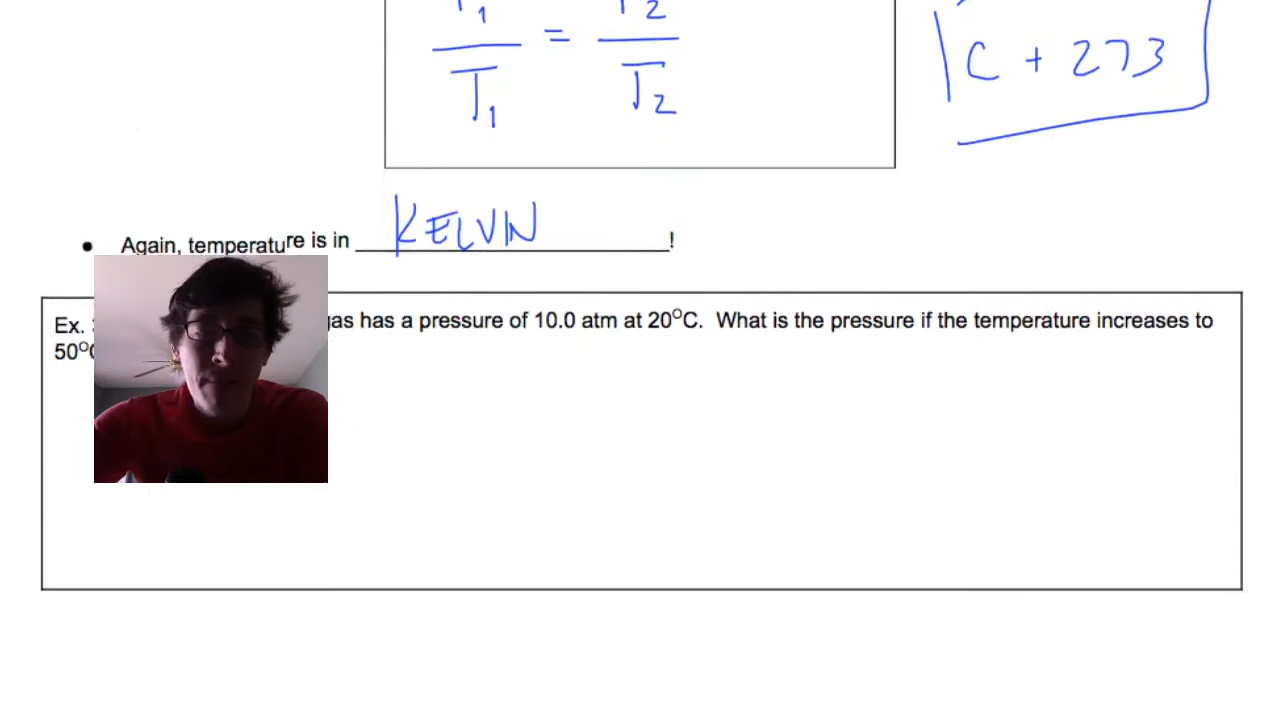 T1 = T2
C + 273
Again, temperature is in KELVIN !
Ex. gas has a pressure of 10.0 atm at 20°C. What is the pressure if the temperature increases to
50°